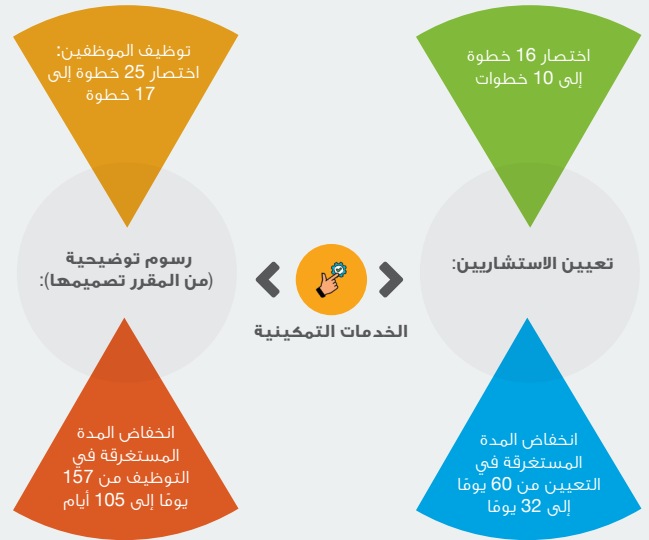 اختصار 16 خطوة
إلى 10 خطوات
تعيين الاستشاريين:
انخفاض المدة
المستغرقة في
التعيين من 60 يومًا
إلى 32 يومًا
الخدمات التمكينية
توظيف الموظفين:
اختصار 25 خطوة إلى
17 خطوة
رسوم توضيحية
(من المقرر تصميمها):
انخفاض المدة
المستغرقة في
التوظيف من 157
يومًا إلى 105 أيام